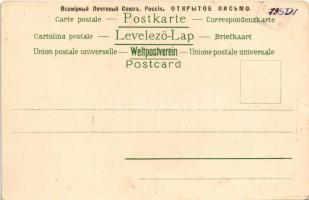 Всемірный Почтовый Союзъ. Россія. ОТКРЫТОЕ ПИСЬМО.
795D1
Carte postale – Postkarte – Correspondenzkarte
Cartolina postale – Levelező-Lap – Briefkaart
Union postale universelle – Weltpostverein – Unione postale universale
Postcard